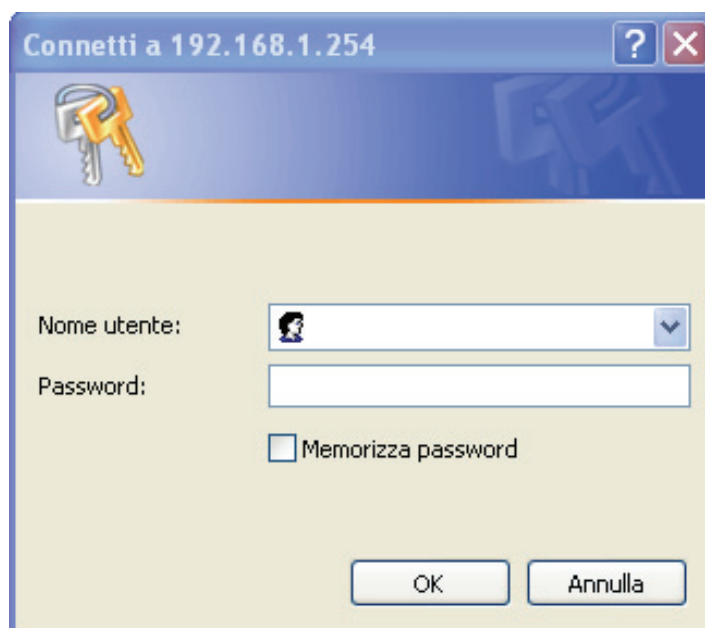 Connetti a 192.168.1.254
Nome utente:
Password:
Memorizza password
OK
Annulla